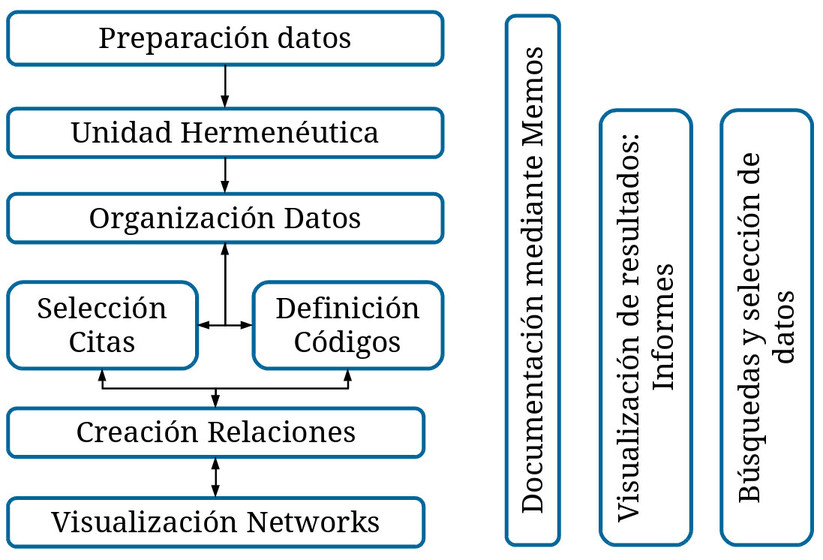 Preparación datos
Unidad Hermenéutica
Organización Datos
Selección
Citas
Definición
Códigos
Creación Relaciones
Visualización Networks
Documentación mediante Memos
Visualización de resultados:
Informes
Búsquedas y selección de
datos